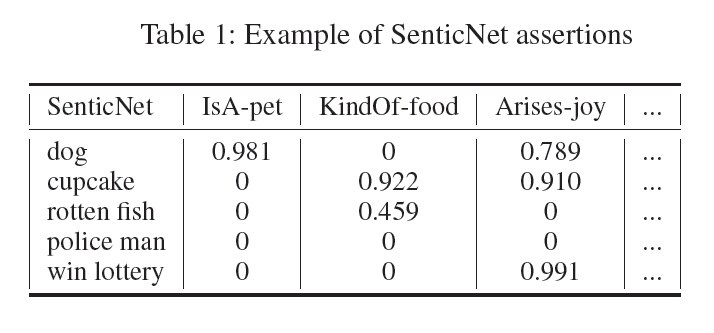 Table 1: Example of SenticNet assertions
SenticNet IsA-pet KindOf-food Arises-joy ...
dog 0.981 0 0.789 ...
cupcake 0 0.922 0.910 ...
rotten fish 0 0.459 0 ...
police man 0 0 0 ...
win lottery 0 0 0.991 ...